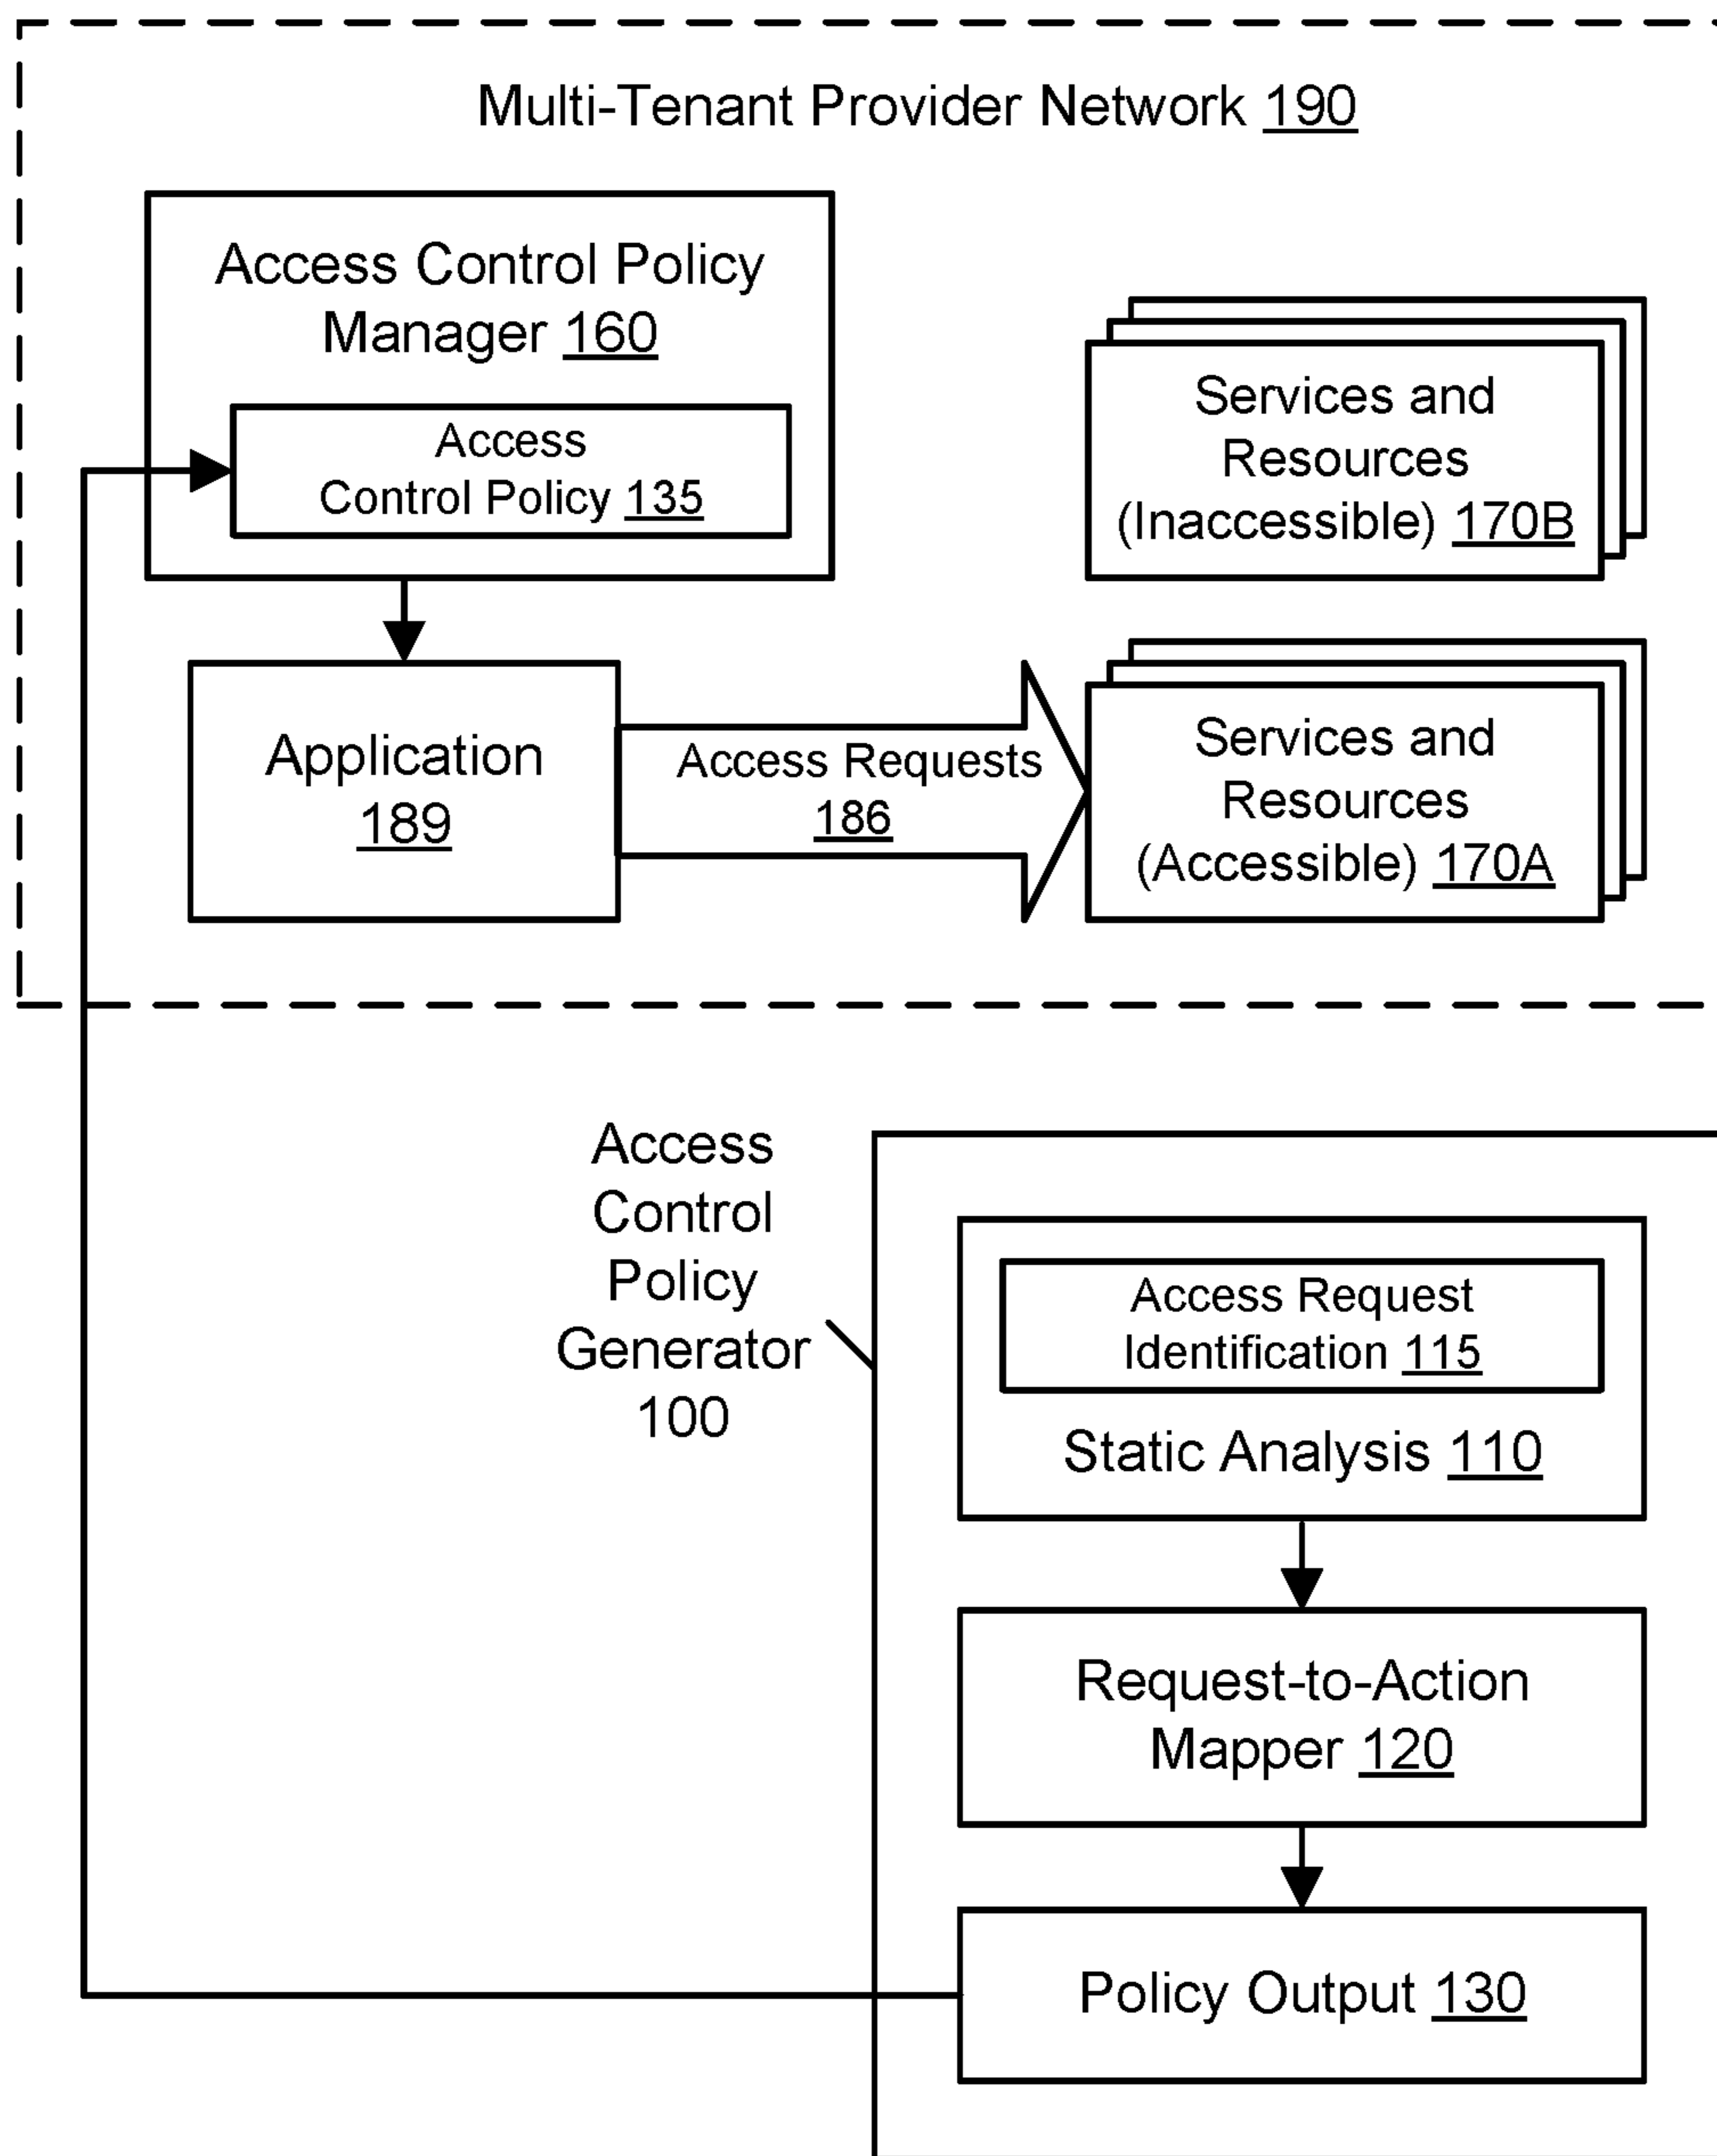 Multi-Tenant Provider Network 190
Access Control Policy
Manager 160
Access
Control Policy 135
Services and
Resources
(Inaccessible) 170B
Application
189
Access Requests
186
Services and
Resources
(Accessible) 170A
Access
Control
Policy
Generator
100
Access Request
Identification 115
Static Analysis 110
Request-to-Action
Mapper 120
Policy Output 130